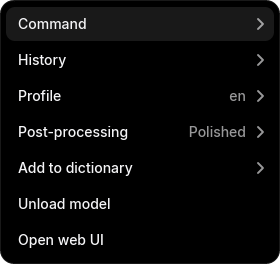 Command
History
Profile en
Post-processing Polished
Add to dictionary
Unload model
Open web UI